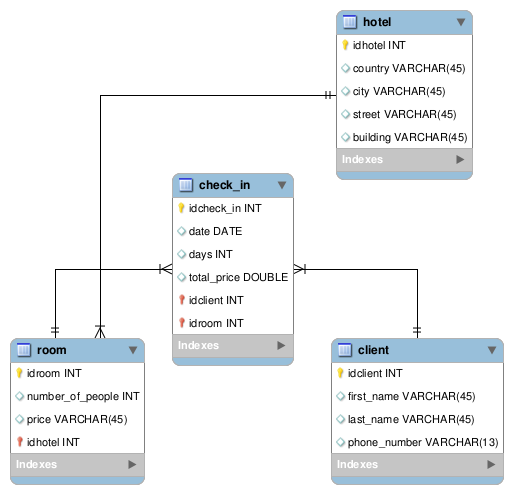 hotel
idhotel INT
country VARCHAR(45)
city VARCHAR(45)
street VARCHAR(45)
building VARCHAR(45)
Indexes
check_in
idcheck_in INT
date DATE
days INT
total_price DOUBLE
idclient INT
idroom INT
Indexes
room
idroom INT
number_of_people INT
price VARCHAR(45)
idhotel INT
Indexes
client
idclient INT
first_name VARCHAR(45)
last_name VARCHAR(45)
phone_number VARCHAR(13)
Indexes